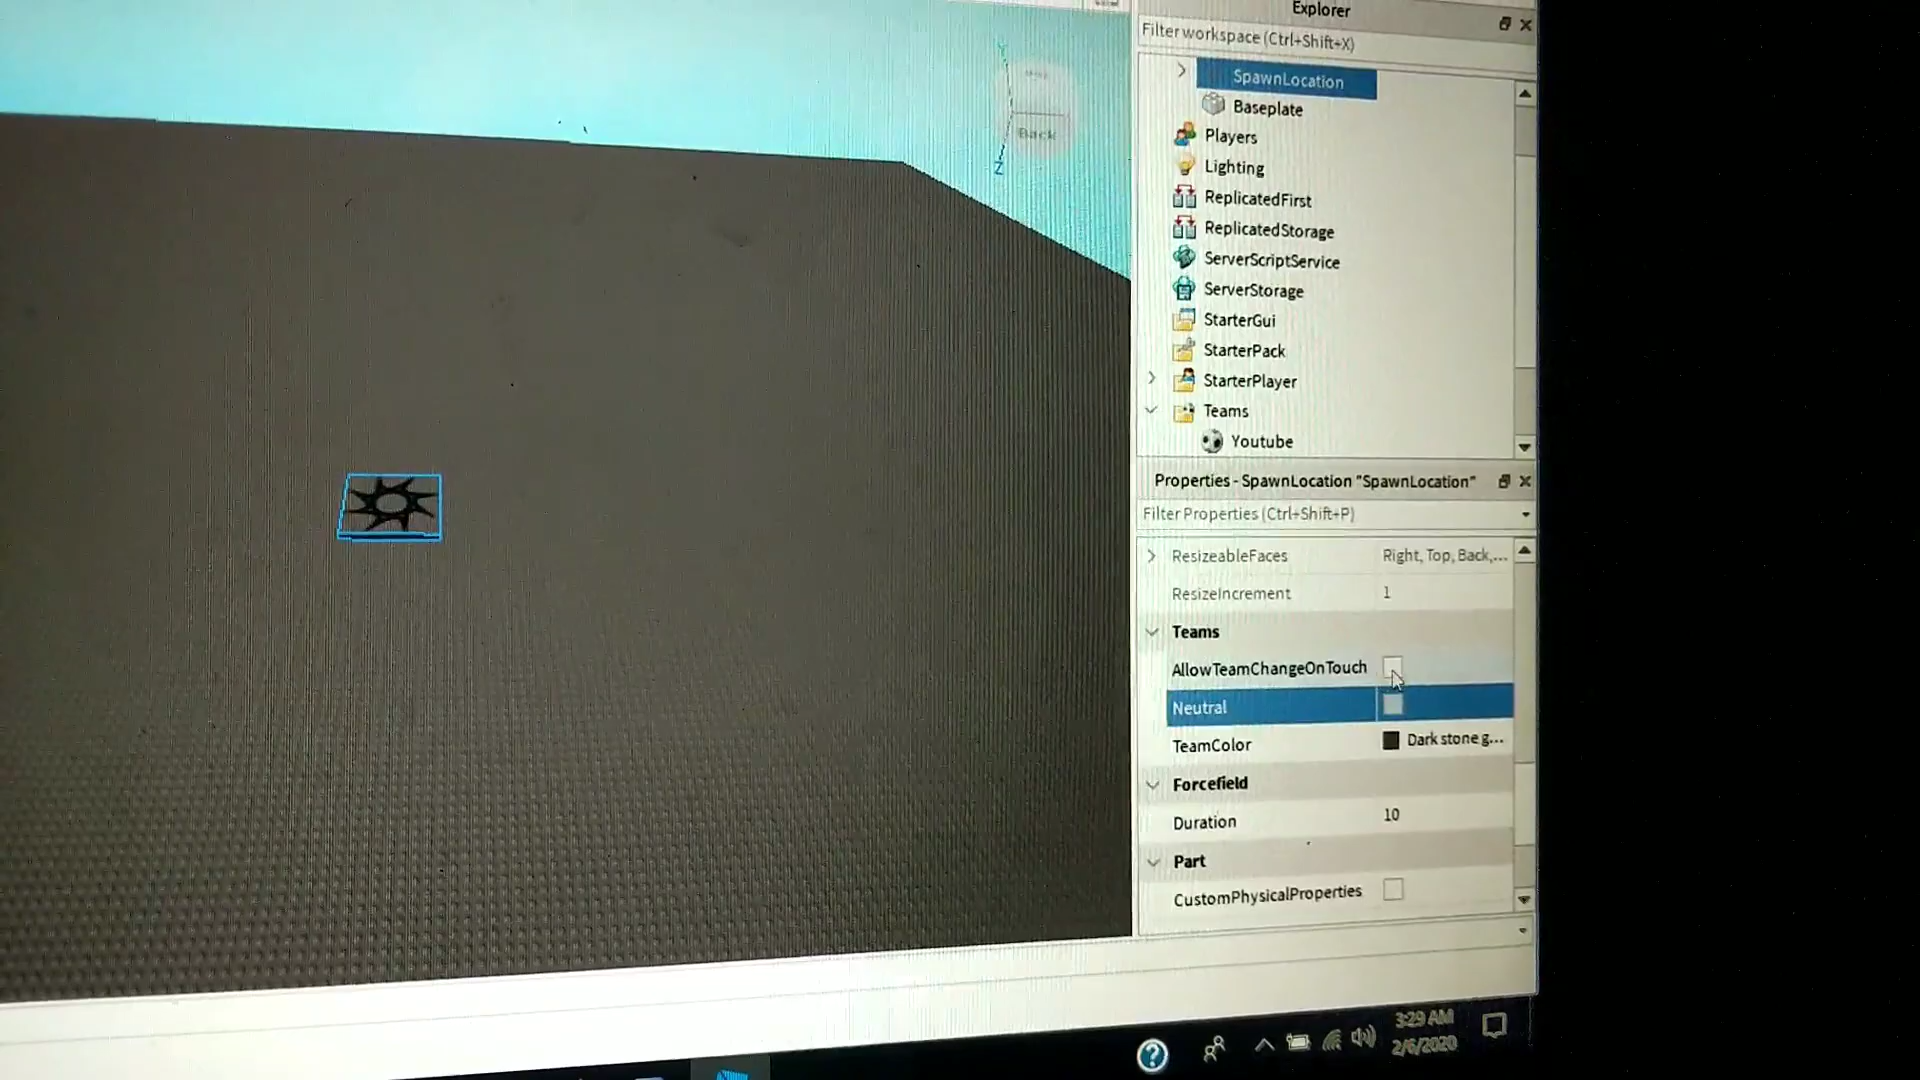 Explorer
Filter workspace (Ctrl+Shift+X)
SpawnLocation
Baseplate
Players
Lighting
ReplicatedFirst
ReplicatedStorage
ServerScriptService
ServerStorage
StarterGui
StarterPack
StarterPlayer
Teams
Youtube
Properties - SpawnLocation "SpawnLocation"
Filter Properties (Ctrl+Shift+P)
ResizeableFaces Right, Top, Back,...
ResizeIncrement 1
Teams
AllowTeamChangeOnTouch
Neutral
TeamColor Dark stone g...
Forcefield
Duration 10
Part
CustomPhysicalProperties
Y
Back
Z
3:29 AM
2/6/2020